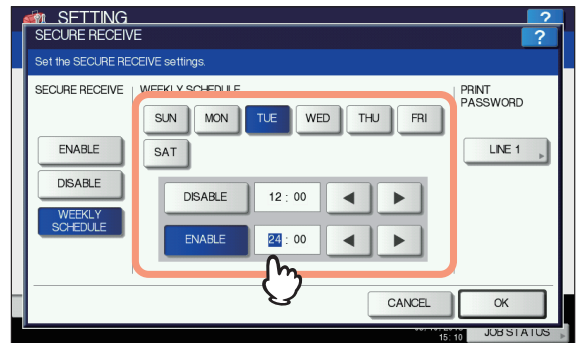 SETTING
?
SECURE RECEIVE
?
Set the SECURE RECEIVE settings.
SECURE RECEIVE
WEEKLY SCHEDULE
PRINT
PASSWORD
SUN
MON
TUE
WED
THU
FRI
ENABLE
SAT
LINE 1
DISABLE
DISABLE
12 : 00
WEEKLY
SCHEDULE
ENABLE
24 : 00
CANCEL
OK
15: 10
JOB STATUS